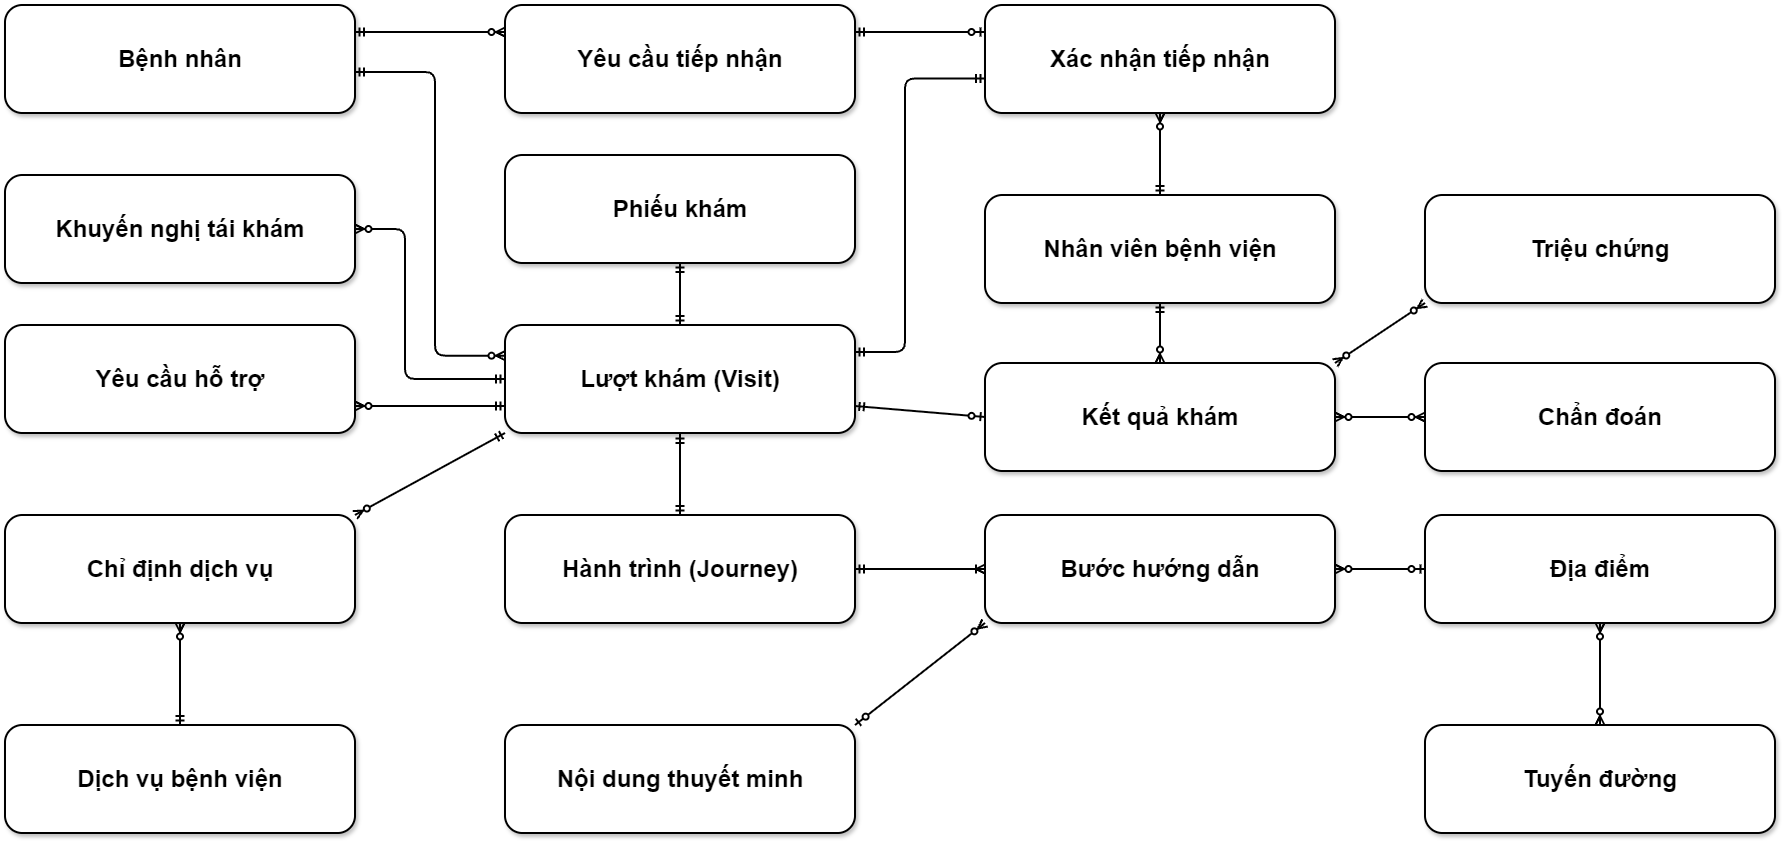 Bệnh nhân
Yêu cầu tiếp nhận
Xác nhận tiếp nhận
Khuyến nghị tái khám
Phiếu khám
Nhân viên bệnh viện
Triệu chứng
Yêu cầu hỗ trợ
Lượt khám (Visit)
Kết quả khám
Chẩn đoán
Chỉ định dịch vụ
Hành trình (Journey)
Bước hướng dẫn
Địa điểm
Dịch vụ bệnh viện
Nội dung thuyết minh
Tuyến đường